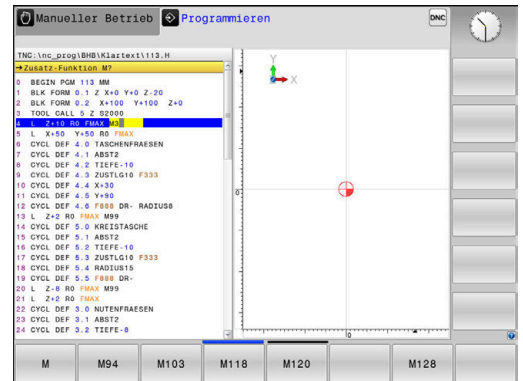 Manueller Betrieb
Programmieren
DNC
TNC:\nc_prog\BHB\Klartext\113.H
→Zusatz-Funktion M?
0 BEGIN PGM 113 MM
1 BLK FORM 0.1 Z X+0 Y+0 Z-20
2 BLK FORM 0.2 X+100 Y+100 Z+0
3 TOOL CALL 5 Z S2000
4 L Z+10 R0 FMAX M3
5 L X+50 Y+50 R0 FMAX
6 CYCL DEF 4.0 TASCHENFRAESEN
7 CYCL DEF 4.1 ABST2
8 CYCL DEF 4.2 TIEFE-10
9 CYCL DEF 4.3 ZUSTLG10 F333
10 CYCL DEF 4.4 X+30
11 CYCL DEF 4.5 Y+90
12 CYCL DEF 4.6 F888 DR- RADIUS8
13 L Z+2 R0 FMAX M99
14 CYCL DEF 5.0 KREISTASCHE
15 CYCL DEF 5.1 ABST2
16 CYCL DEF 5.2 TIEFE-10
17 CYCL DEF 5.3 ZUSTLG10 F333
18 CYCL DEF 5.4 RADIUS15
19 CYCL DEF 5.5 F888 DR-
20 L Z-8 R0 FMAX M99
21 L Z+2 R0 FMAX
22 CYCL DEF 3.0 NUTENFRAESEN
23 CYCL DEF 3.1 ABST2
24 CYCL DEF 3.2 TIEFE-8
Y
X
0
0
M M94 M103 M118 M120 M128